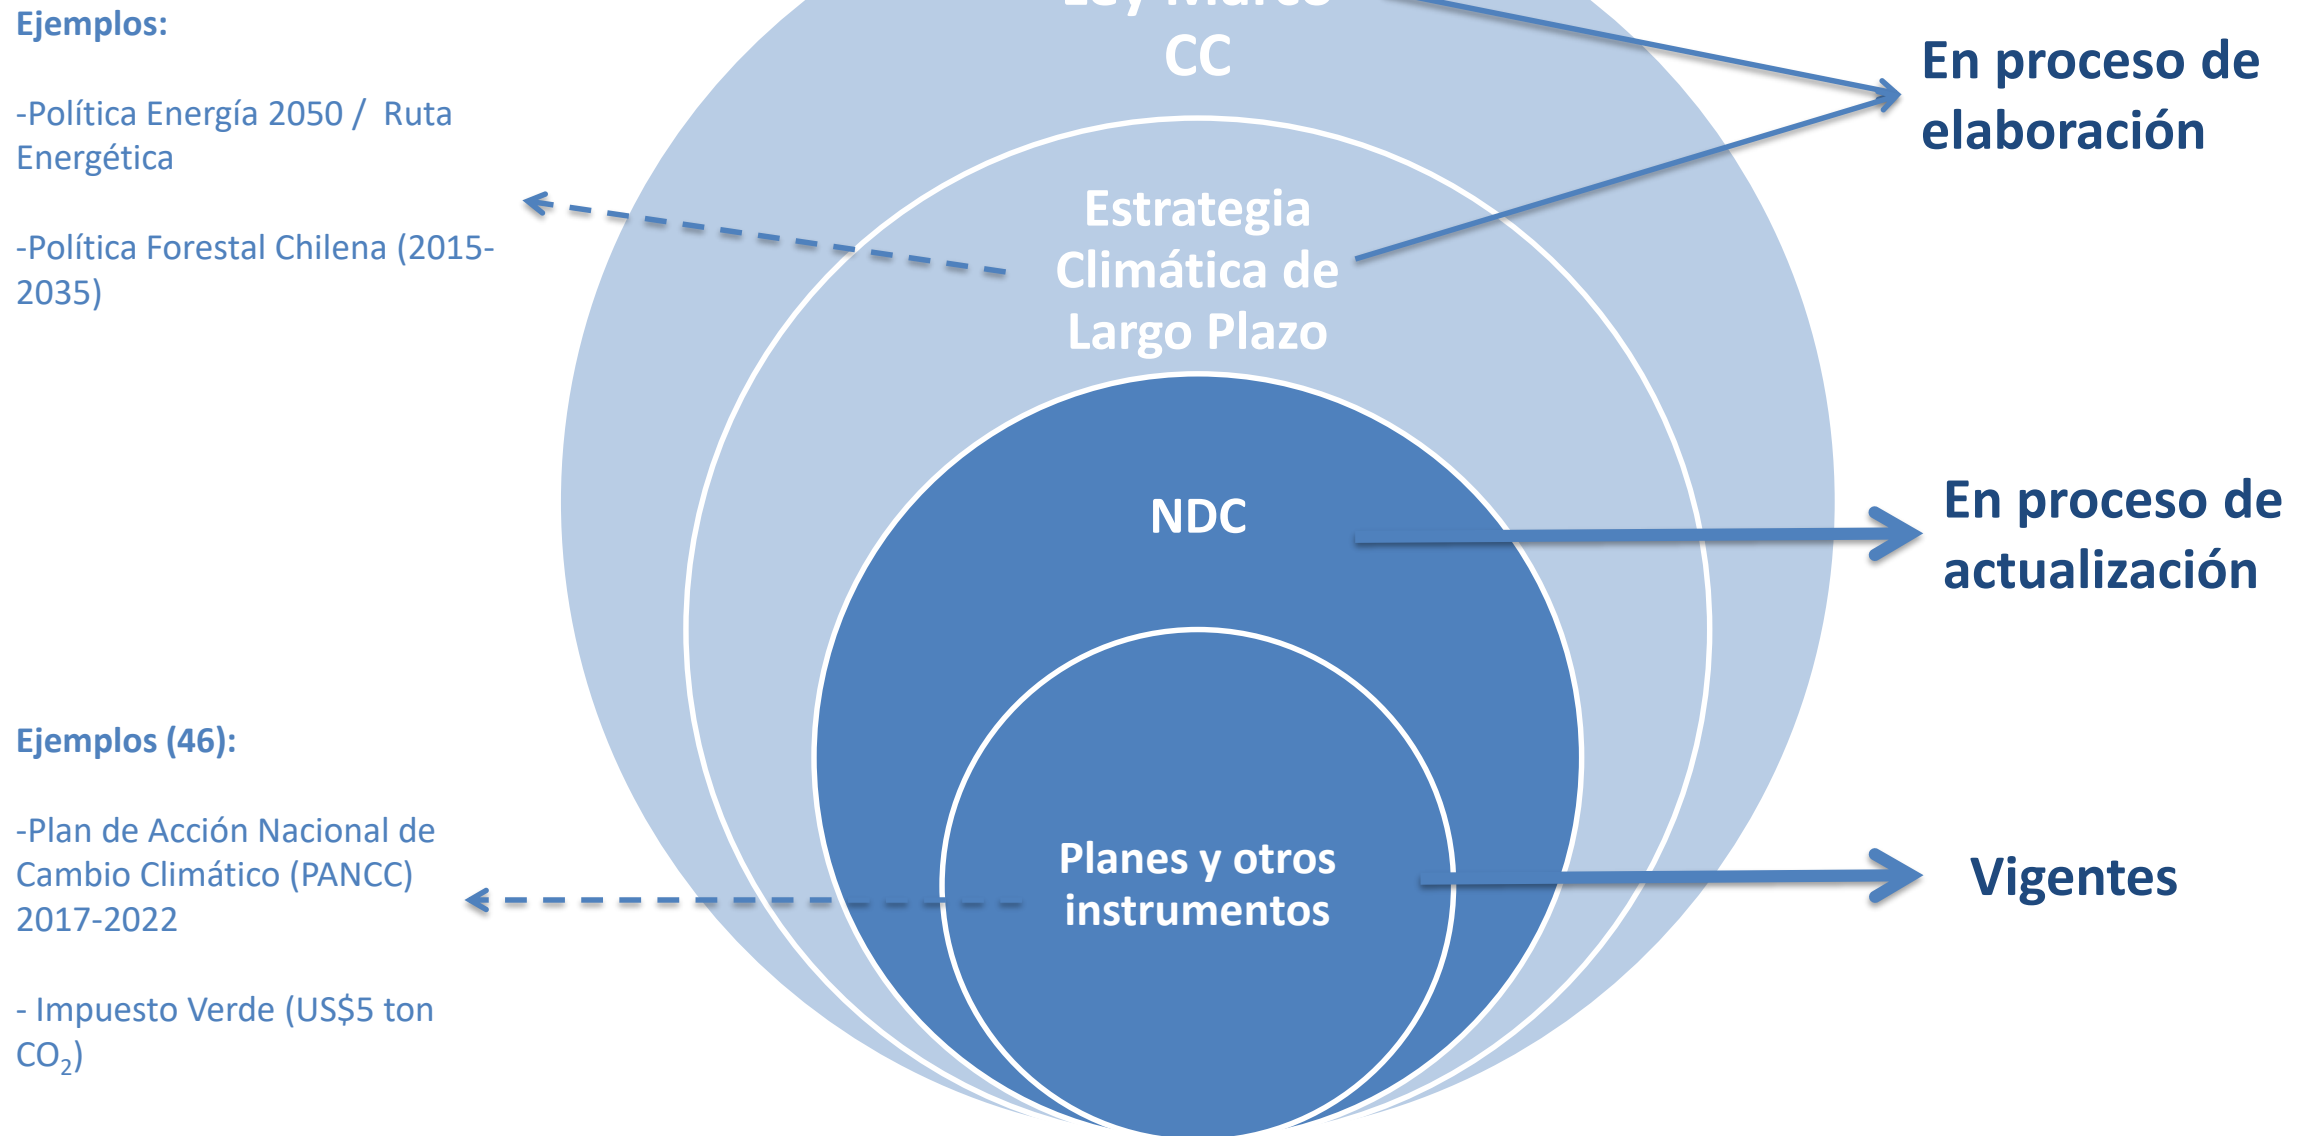 Ejemplos:
-Política Energía 2050 / Ruta
Energética
-Política Forestal Chilena (2015-
2035)
Ley Marco
CC
Estrategia
Climática de
Largo Plazo
En proceso de
elaboración
NDC
En proceso de
actualización
Ejemplos (46):
-Plan de Acción Nacional de
Cambio Climático (PANCC)
2017-2022
- Impuesto Verde (US$5 ton
CO₂)
Planes y otros
instrumentos
Vigentes